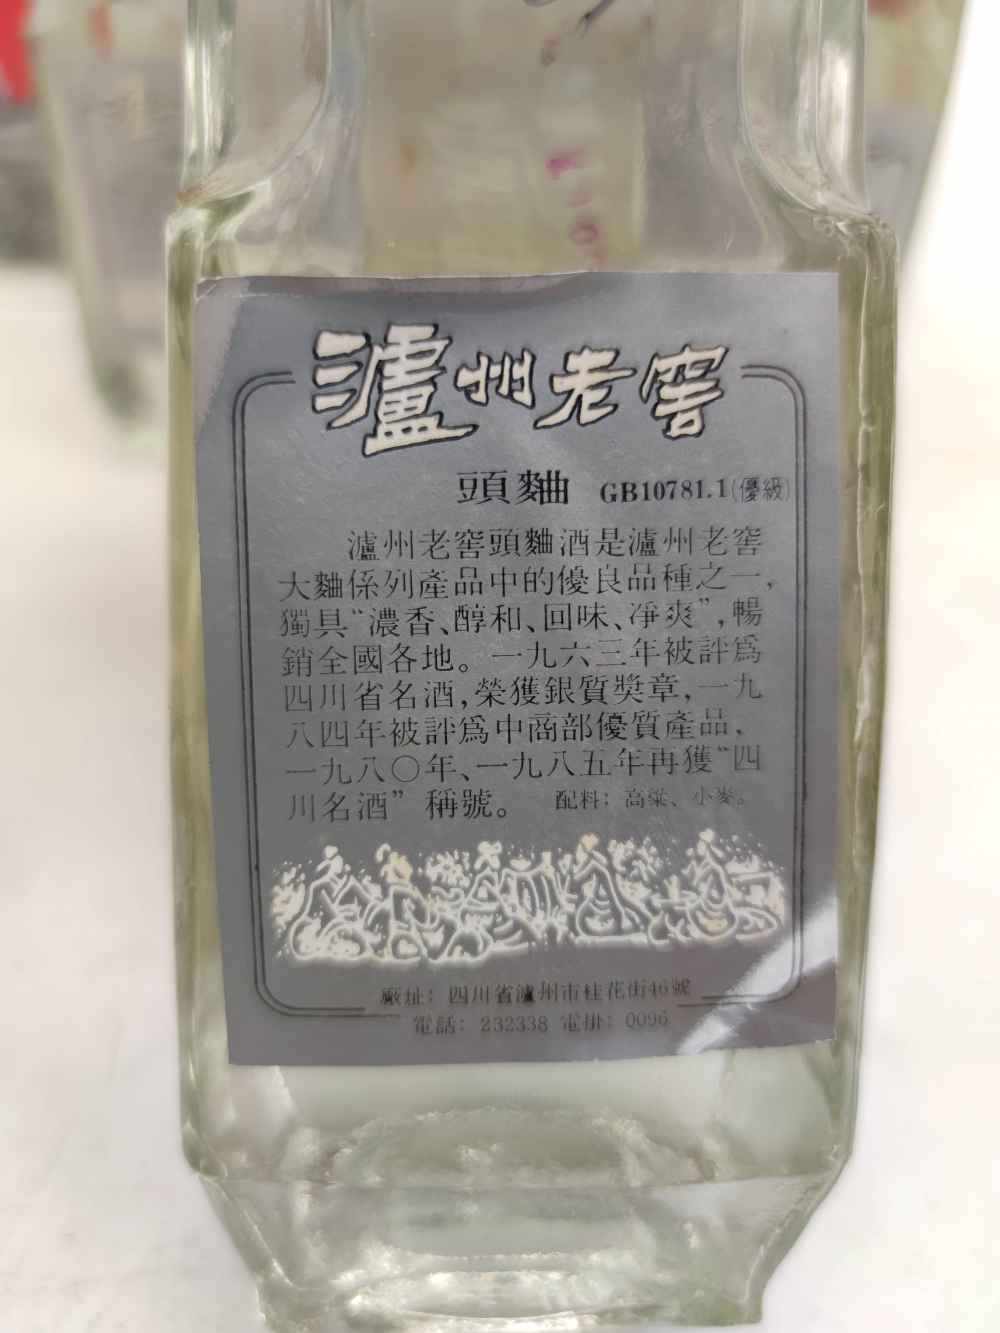 瀘州老窖
頭麯 GB10781.1(優級)
瀘州老窖頭麯酒是瀘州老窖
大麯係列產品中的優良品種之一,
獨具“濃香、醇和、回味、凈爽”,暢
銷全國各地。一九六三年被評爲
四川省名酒,榮獲銀質獎章,一九
八四年被評爲中商部優質產品,
一九八〇年、一九八五年再獲“四
川名酒”稱號。 配料:高粱、小麥。
廠址:四川省瀘州市桂花街46號
電話:232338 電掛:0096